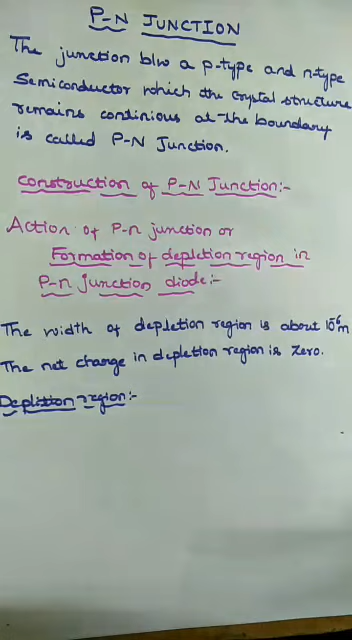 P-N JUNCTION
The junction b/w a p-type and n-type
Semiconductor which the crystal structure
remains continious at the boundary
is called P-N Junction.
Construction of P-N Junction:-
Action of P-n junction or
Formation of depletion region in
P-n junction diode:-
The width of depletion region is about 10⁻⁶m
The net change in depletion region is Zero.
Depletion region:-